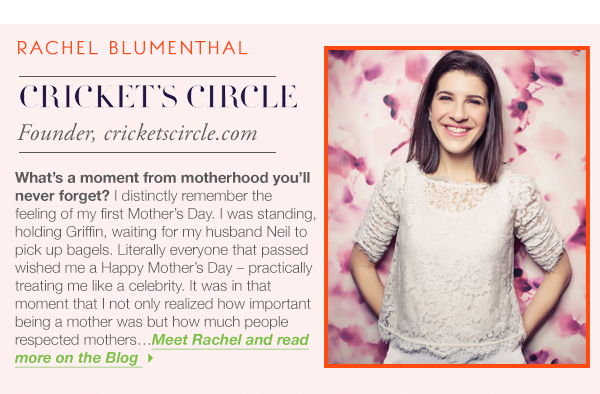 RACHEL BLUMENTHAL
CRICKET'S CIRCLE
Founder, cricketscircle.com
What's a moment from motherhood you'll
never forget? I distinctly remember the
feeling of my first Mother's Day. I was standing,
holding Griffin, waiting for my husband Neil to
pick up bagels. Literally everyone that passed
wished me a Happy Mother's Day – practically
treating me like a celebrity. It was in that
moment that I not only realized how important
being a mother was but how much people
respected mothers…Meet Rachel and read
more on the Blog